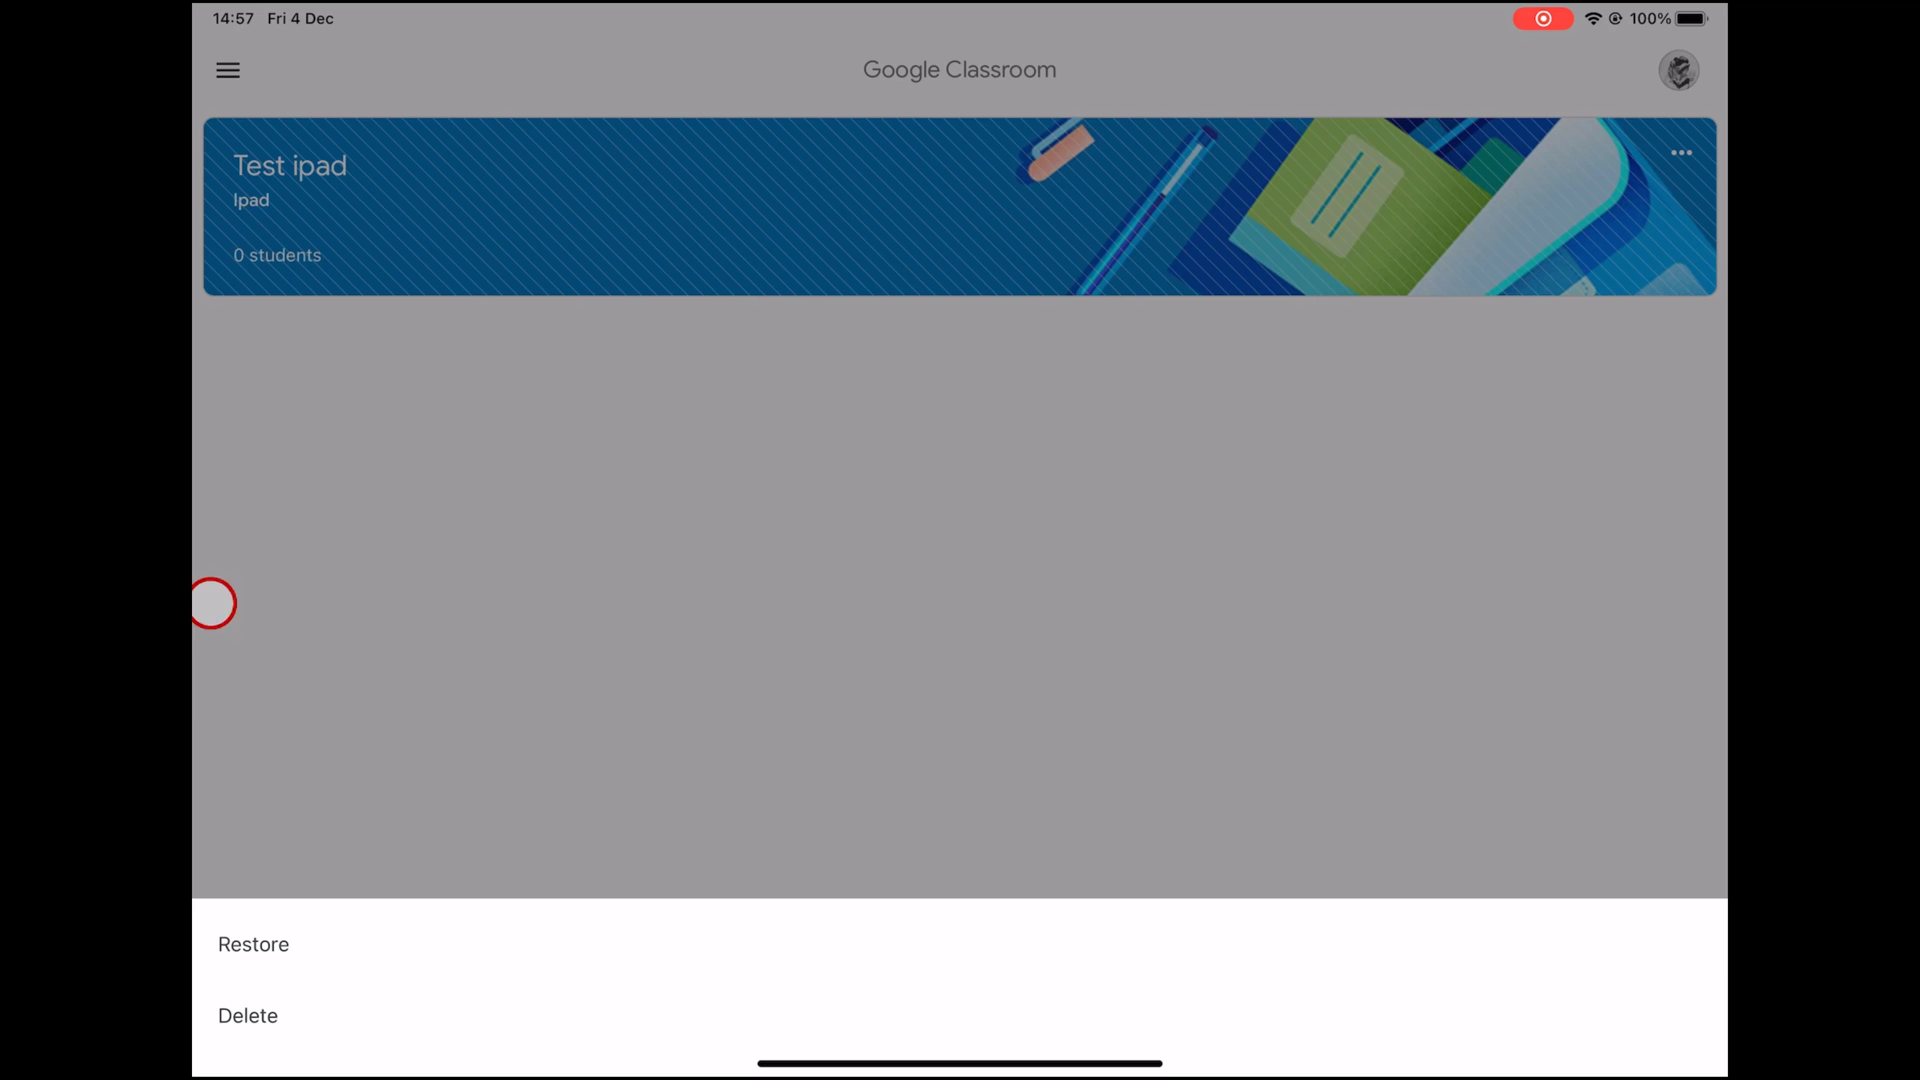 14:57 Fri 4 Dec
100%
Google Classroom
Test ipad
Ipad
0 students
Restore
Delete